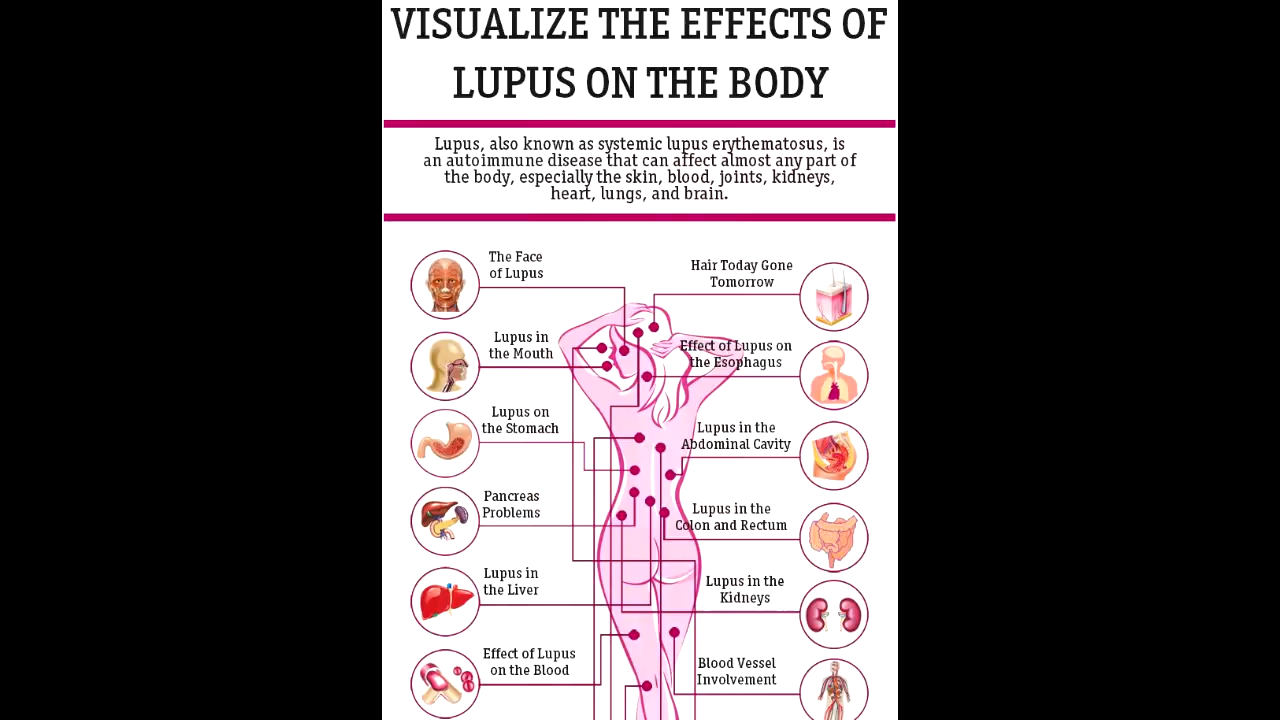 VISUALIZE THE EFFECTS OF
LUPUS ON THE BODY
Lupus, also known as systemic lupus erythematosus, is
an autoimmune disease that can affect almost any part of
the body, especially the skin, blood, joints, kidneys,
heart, lungs, and brain.
The Face
of Lupus
Hair Today Gone
Tomorrow
Lupus in
the Mouth
Effect of Lupus on
the Esophagus
Lupus on
the Stomach
Lupus in the
Abdominal Cavity
Pancreas
Problems
Lupus in the
Colon and Rectum
Lupus in
the Liver
Lupus in the
Kidneys
Effect of Lupus
on the Blood
Blood Vessel
Involvement